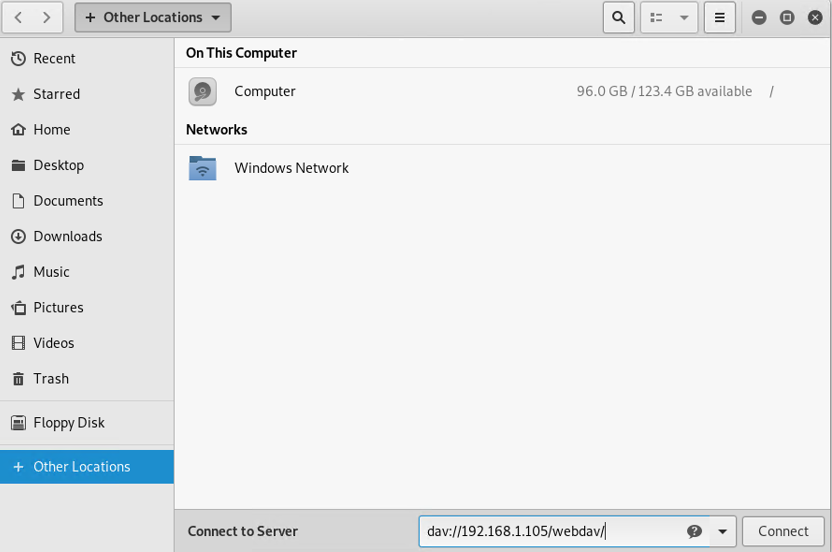 Other Locations
Recent
Starred
Home
Desktop
Documents
Downloads
Music
Pictures
Videos
Trash
Floppy Disk
+ Other Locations
On This Computer
Computer 96.0 GB / 123.4 GB available /
Networks
Windows Network
Connect to Server dav://192.168.1.105/webdav/ ? Connect